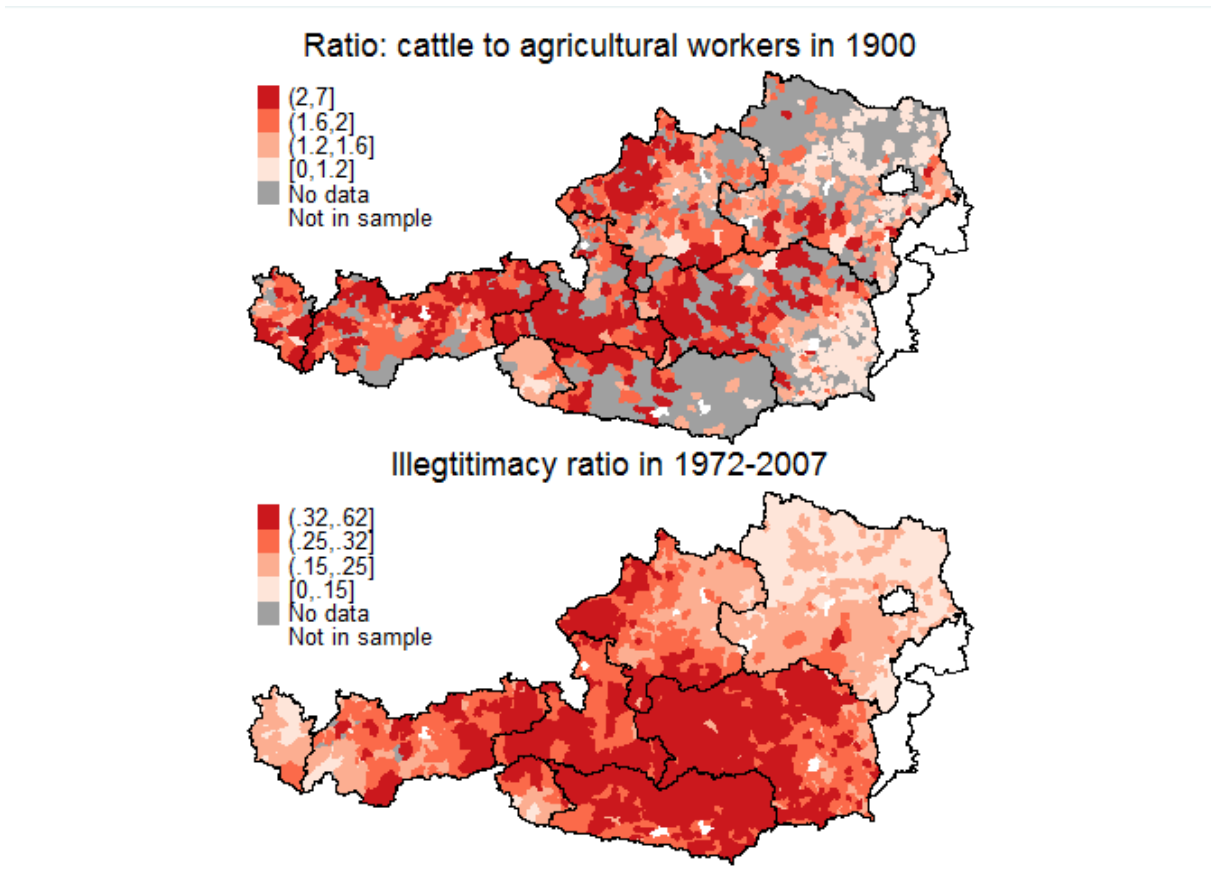 Ratio: cattle to agricultural workers in 1900
(2,7]
(1.6,2]
(1.2,1.6]
[0,1.2]
No data
Not in sample
Illegtitimacy ratio in 1972-2007
(.32,.62]
(.25,.32]
(.15,.25]
[0,.15]
No data
Not in sample